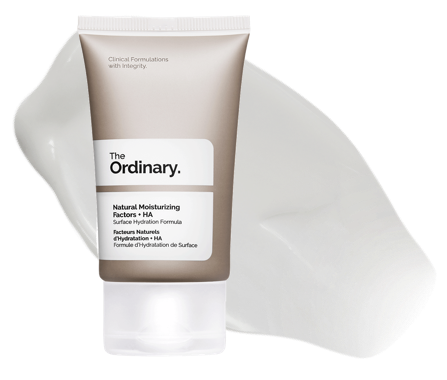 Clinical Formulations
with Integrity.
The
Ordinary.
Natural Moisturizing
Factors + HA
Surface Hydration Formula
Facteurs Naturels
d'Hydratation + HA
Formule d'Hydratation de Surface